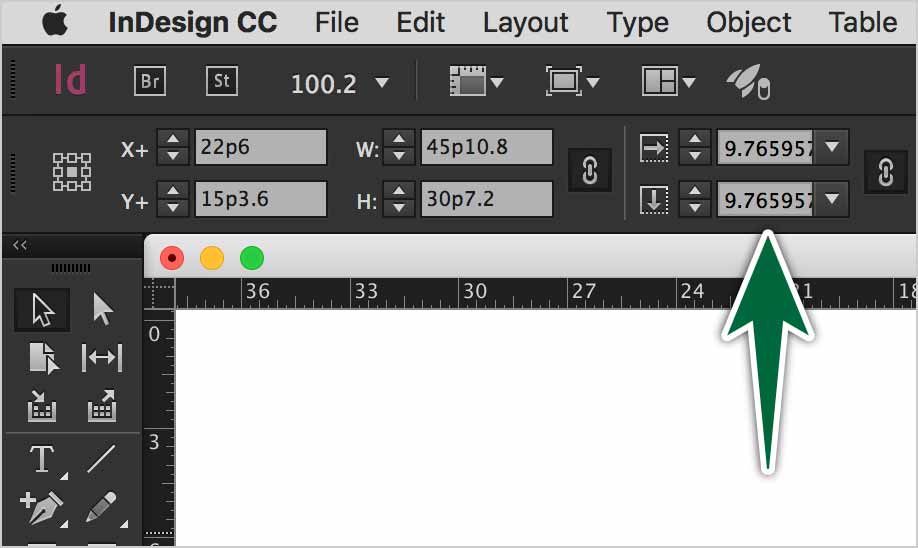 InDesign CC File Edit Layout Type Object Table
Id Br St 100.2
X+ 22p6 W: 45p10.8 9.765957
Y+ 15p3.6 H: 30p7.2 9.765957
36 33 30 27 24 21 18
0
3
T